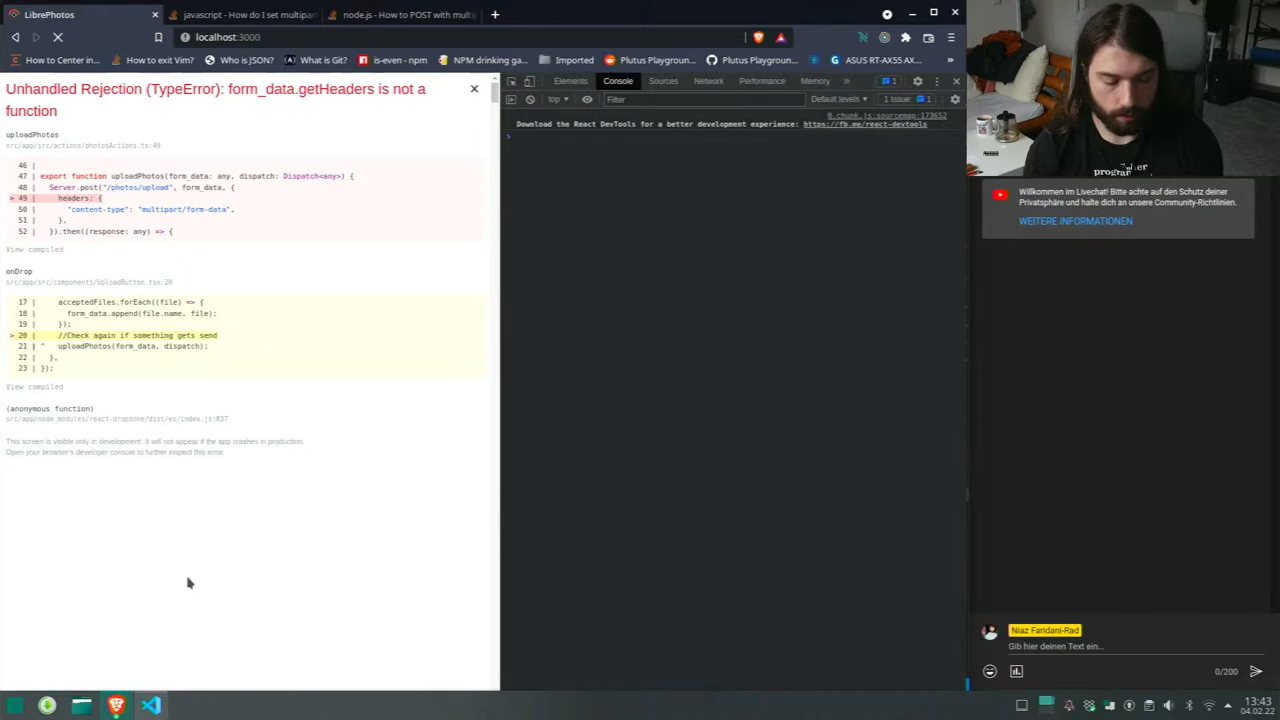 LibrePhotos
javascript - How do I set multipart
node.js - How to POST with multip
localhost:3000
How to Center in...
How to exit Vim?
Who is JSON?
What is Git?
is-even - npm
NPM drinking ga...
Imported
Plutus Playgroun...
Plutus Playgroun...
ASUS RT-AX55 AX...
Elements
Console
Sources
Network
Performance
Memory
1
top
Filter
Default levels
1 Issue:
1
0.chunk.js:sourcemap:173652
Download the React DevTools for a better development experience: https://fb.me/react-devtools
Unhandled Rejection (TypeError): form_data.getHeaders is not a
function
uploadPhotos
src/app/src/actions/photosActions.ts:49
46 |
47 | export function uploadPhotos(form_data: any, dispatch: Dispatch<any>) {
48 |   Server.post("/photos/upload", form_data, {
> 49 |     headers: {
50 |       "content-type": "multipart/form-data",
51 |     },
52 |   }).then((response: any) => {
View compiled
onDrop
src/app/src/components/UploadButton.tsx:20
17 |     acceptedFiles.forEach((file) => {
18 |       form_data.append(file.name, file);
19 |     });
> 20 |     //Check again if something gets send
21 | ^   uploadPhotos(form_data, dispatch);
22 |   },
23 | });
View compiled
(anonymous function)
src/app/node_modules/react-dropzone/dist/es/index.js:837
This screen is visible only in development. It will not appear if the app crashes in production.
Open your browser's developer console to further inspect this error.
Willkommen im Livechat! Bitte achte auf den Schutz deiner
Privatsphäre und halte dich an unsere Community-Richtlinien.
WEITERE INFORMATIONEN
Niaz Faridani-Rad
Gib hier deinen Text ein...
0/200
13:43
04.02.22